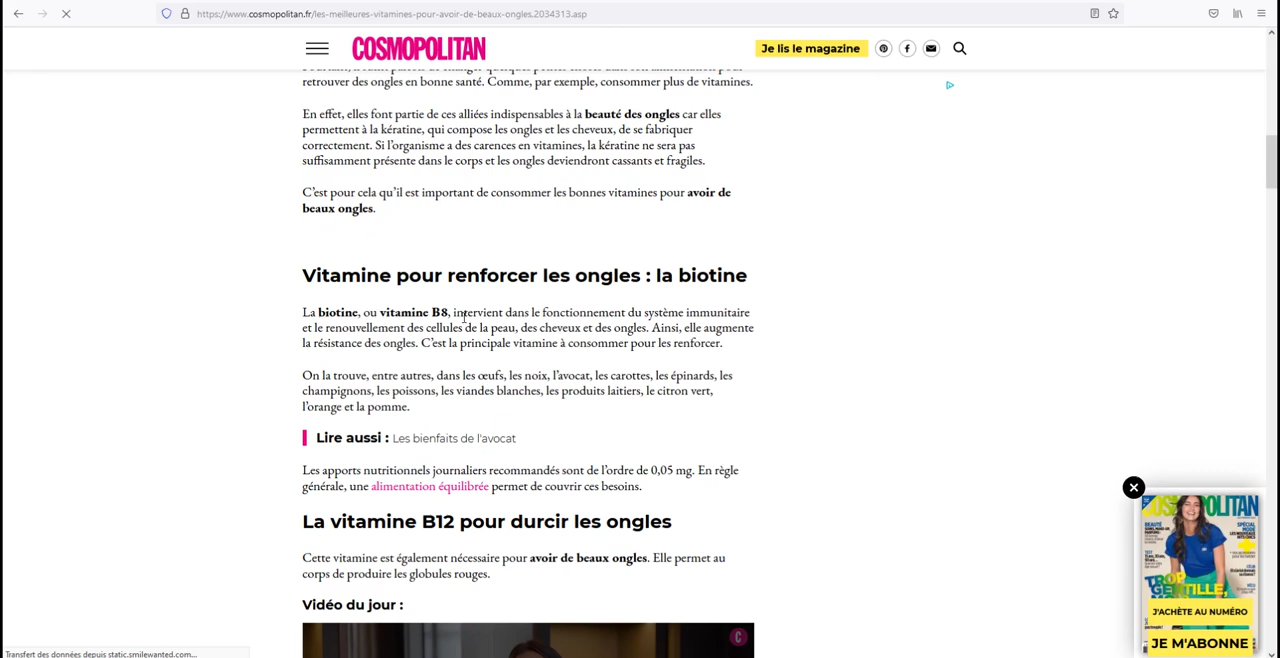 https://www.cosmopolitan.fr/les-meilleures-vitamines-pour-avoir-de-beaux-ongles.2034313.asp
COSMOPOLITAN
Je lis le magazine
retrouver des ongles en bonne santé. Comme, par exemple, consommer plus de vitamines.
En effet, elles font partie de ces alliées indispensables à la beauté des ongles car elles
permettent à la kératine, qui compose les ongles et les cheveux, de se fabriquer
correctement. Si l’organisme a des carences en vitamines, la kératine ne sera pas
suffisamment présente dans le corps et les ongles deviendront cassants et fragiles.
C’est pour cela qu’il est important de consommer les bonnes vitamines pour avoir de
beaux ongles.
Vitamine pour renforcer les ongles : la biotine
La biotine, ou vitamine B8, intervient dans le fonctionnement du système immunitaire
et le renouvellement des cellules de la peau, des cheveux et des ongles. Ainsi, elle augmente
la résistance des ongles. C’est la principale vitamine à consommer pour les renforcer.
On la trouve, entre autres, dans les œufs, les noix, l’avocat, les carottes, les épinards, les
champignons, les poissons, les viandes blanches, les produits laitiers, le citron vert,
l’orange et la pomme.
Lire aussi : Les bienfaits de l'avocat
Les apports nutritionnels journaliers recommandés sont de l’ordre de 0,05 mg. En règle
générale, une alimentation équilibrée permet de couvrir ces besoins.
La vitamine B12 pour durcir les ongles
Cette vitamine est également nécessaire pour avoir de beaux ongles. Elle permet au
corps de produire les globules rouges.
Vidéo du jour :
C
COSMOPOLITAN
BEAUTÉ
SPÉCIAL
MODE
TROP
GENTILLE,
J'ACHÈTE AU NUMÉRO
JE M'ABONNE
Transfert des données depuis static.smilewanted.com…